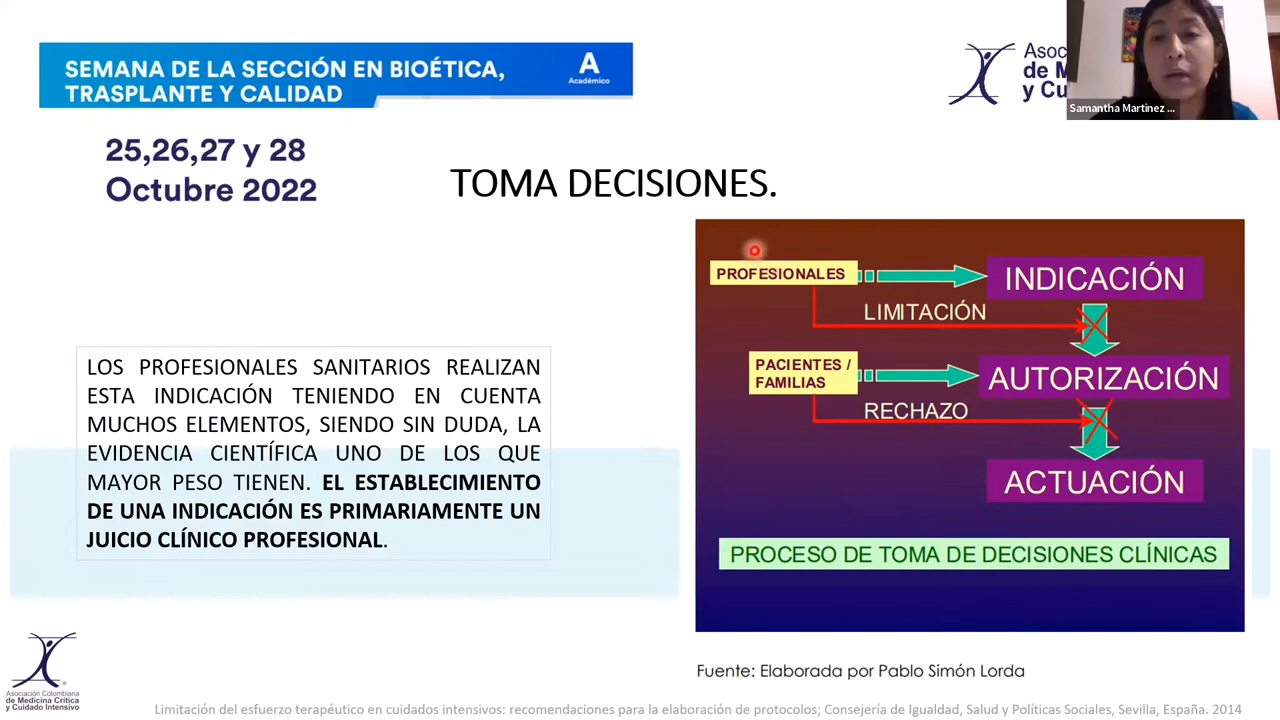 SEMANA DE LA SECCIÓN EN BIOÉTICA,
TRASPLANTE Y CALIDAD
A
Académico
Asoc
de M
y Cu
Samantha Martinez ...
25,26,27 y 28
Octubre 2022
TOMA DECISIONES.
LOS PROFESIONALES SANITARIOS REALIZAN
ESTA INDICACIÓN TENIENDO EN CUENTA
MUCHOS ELEMENTOS, SIENDO SIN DUDA, LA
EVIDENCIA CIENTÍFICA UNO DE LOS QUE
MAYOR PESO TIENEN. EL ESTABLECIMIENTO
DE UNA INDICACIÓN ES PRIMARIAMENTE UN
JUICIO CLÍNICO PROFESIONAL.
PROFESIONALES
INDICACIÓN
LIMITACIÓN
PACIENTES /
FAMILIAS
AUTORIZACIÓN
RECHAZO
ACTUACIÓN
PROCESO DE TOMA DE DECISIONES CLÍNICAS
Fuente: Elaborada por Pablo Simón Lorda
Asociación Colombiana
de Medicina Crítica
y Cuidado Intensivo
Limitación del esfuerzo terapéutico en cuidados intensivos: recomendaciones para la elaboración de protocolos; Consejería de Igualdad, Salud y Políticas Sociales, Sevilla, España. 2014